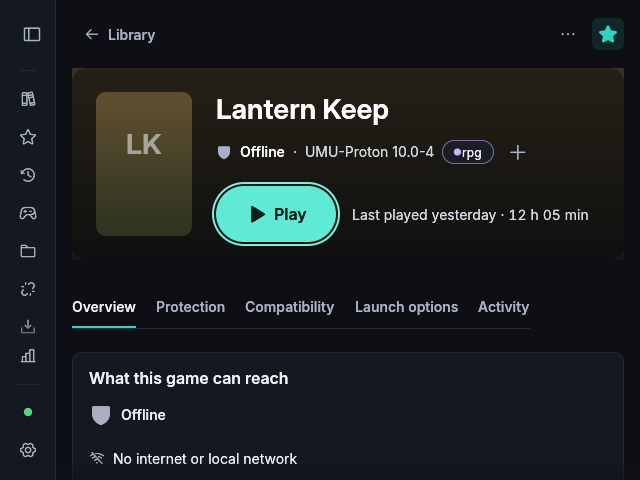 Library
Lantern Keep
LK
Offline · UMU-Proton 10.0-4 rpg
Play Last played yesterday · 12 h 05 min
Overview Protection Compatibility Launch options Activity
What this game can reach
Offline
No internet or local network